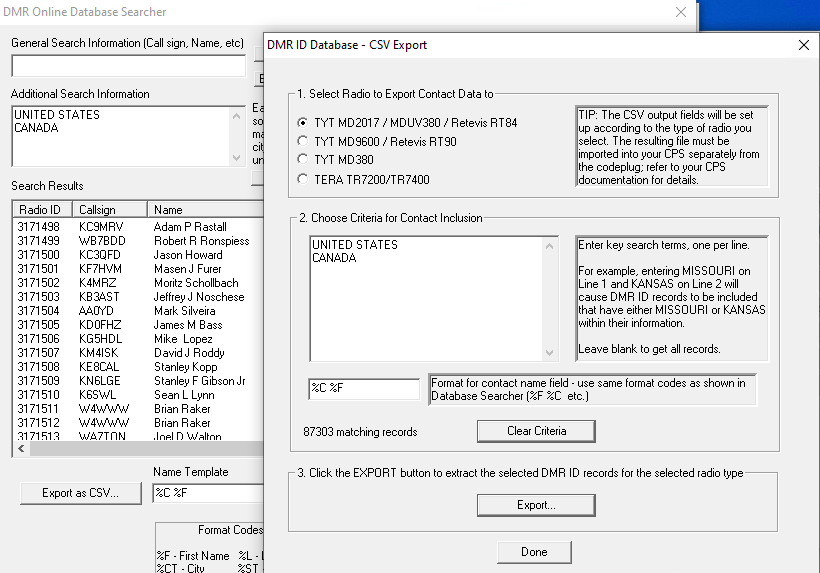 DMR Online Database Searcher
General Search Information (Call sign, Name, etc)
Additional Search Information
UNITED STATES
CANADA
Search Results
Radio ID Callsign Name
3171498 KC9MRV Adam P Rastall
3171499 WB7BDD Robert R Ronspiess
3171500 KC3QFD Jason Howard
3171501 KF7HVM Masen J Furer
3171502 K4MRZ Moritz Schollbach
3171503 KB3AST Jeffrey J Noschese
3171504 AA0YD Mark Silveira
3171505 KD0FHZ James M Bass
3171506 KG5HDL Mike Lopez
3171507 KM4ISK David J Roddy
3171508 KE8CAL Stanley Kopp
3171509 KN6LGE Stanley F Gibson Jr
3171510 K6SWL Sean L Lynn
3171511 W4WWW Brian Raker
3171512 W4WWW Brian Raker
3171513 WA7TON Joel D Walton
Export as CSV...
Name Template
%C %F
Format Codes
%F - First Name %L - L
%CT - City %ST -
Ea
so
ma
cit
un
DMR ID Database - CSV Export
1. Select Radio to Export Contact Data to
TYT MD2017 / MDUV380 / Retevis RT84
TYT MD9600 / Retevis RT90
TYT MD380
TERA TR7200/TR7400
TIP: The CSV output fields will be set
up according to the type of radio you
select. The resulting file must be
imported into your CPS separately from
the codeplug; refer to your CPS
documentation for details.
2. Choose Criteria for Contact Inclusion
UNITED STATES
CANADA
Enter key search terms, one per line.
For example, entering MISSOURI on
Line 1 and KANSAS on Line 2 will
cause DMR ID records to be included
that have either MISSOURI or KANSAS
within their information.
Leave blank to get all records.
%C %F
Format for contact name field - use same format codes as shown in
Database Searcher (%F %C etc.)
87303 matching records
Clear Criteria
3. Click the EXPORT button to extract the selected DMR ID records for the selected radio type
Export...
Done